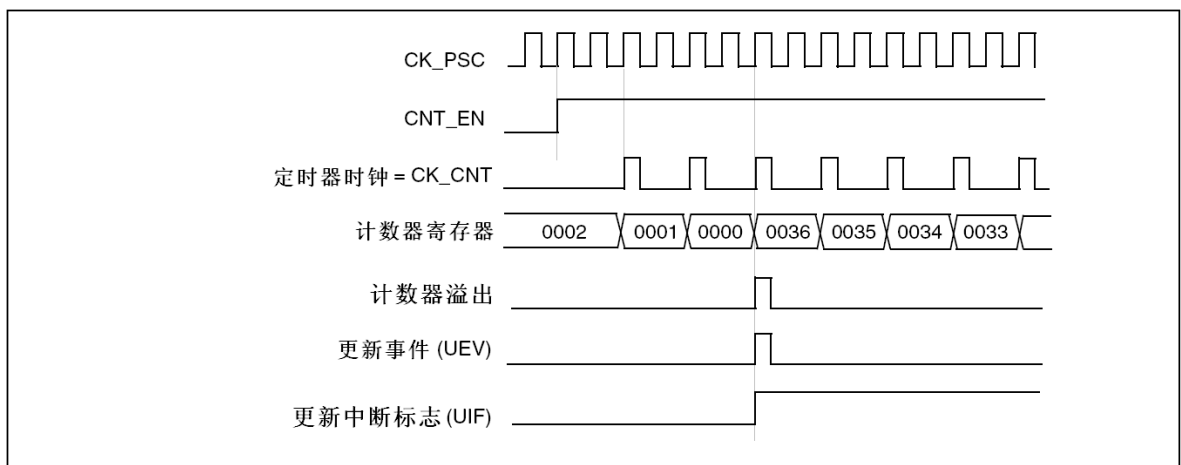 CK_PSC
CNT_EN
定时器时钟 = CK_CNT
计数器寄存器 0002 0001 0000 0036 0035 0034 0033
计数器溢出
更新事件 (UEV)
更新中断标志 (UIF)